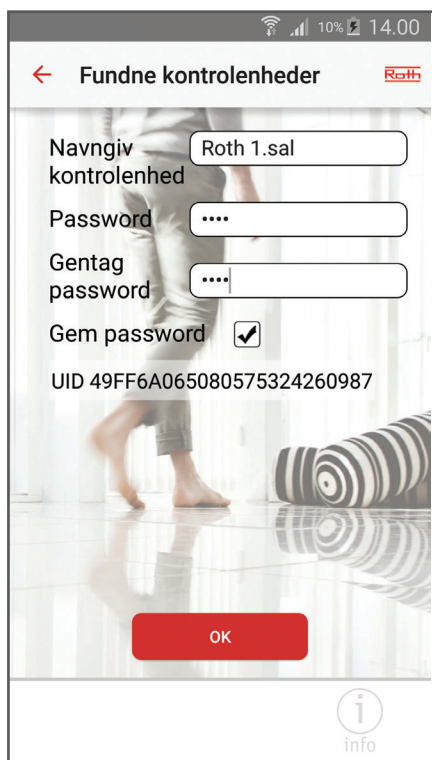 10% 14.00
Fundne kontrolenheder Roth
Navngiv Roth 1.sal
kontrolenhed
Password ••••
Gentag
password ••••
Gem password
UID 49FF6A065080575324260987
OK
info